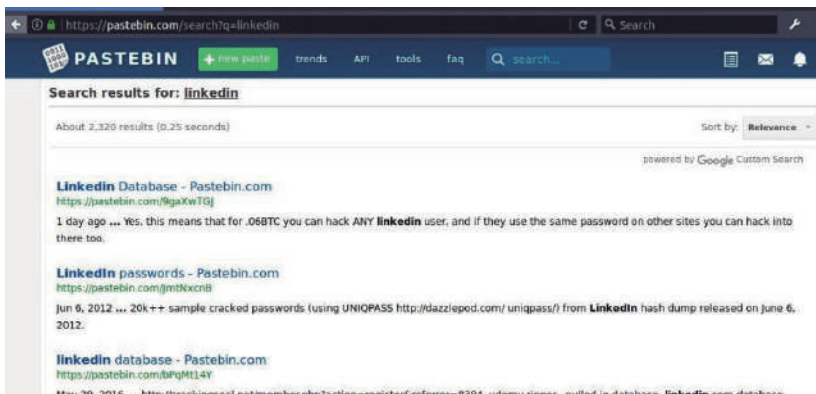 https://pastebin.com/search?q=linkedin
Search
PASTEBIN + new paste trends API tools faq search...
Search results for: linkedin
About 2,320 results (0.25 seconds) Sort by: Relevance
powered by Google Custom Search
Linkedin Database - Pastebin.com
https://pastebin.com/9gaXwTGJ
1 day ago ... Yes, this means that for .06BTC you can hack ANY linkedin user, and if they use the same password on other sites you can hack into
there too.
LinkedIn passwords - Pastebin.com
https://pastebin.com/JmtNxcnB
Jun 6, 2012 ... 20k++ sample cracked passwords (using UNIQPASS http://dazzlepod.com/ uniqpass/) from LinkedIn hash dump released on June 6,
2012.
linkedin database - Pastebin.com
https://pastebin.com/bPqMt14Y